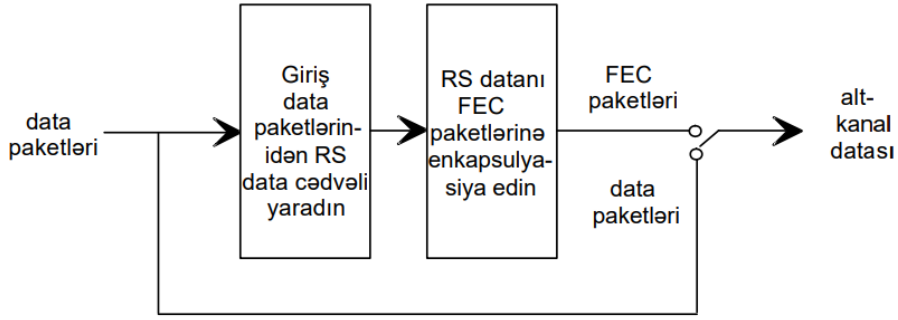 data
paketləri
Giriş
data
paketlərin-
idən RS
data cədvəli
yaradın
RS datanı
FEC
paketlərinə
enkapsulya-
siya edin
FEC
paketləri
data
paketləri
alt-
kanal
datası